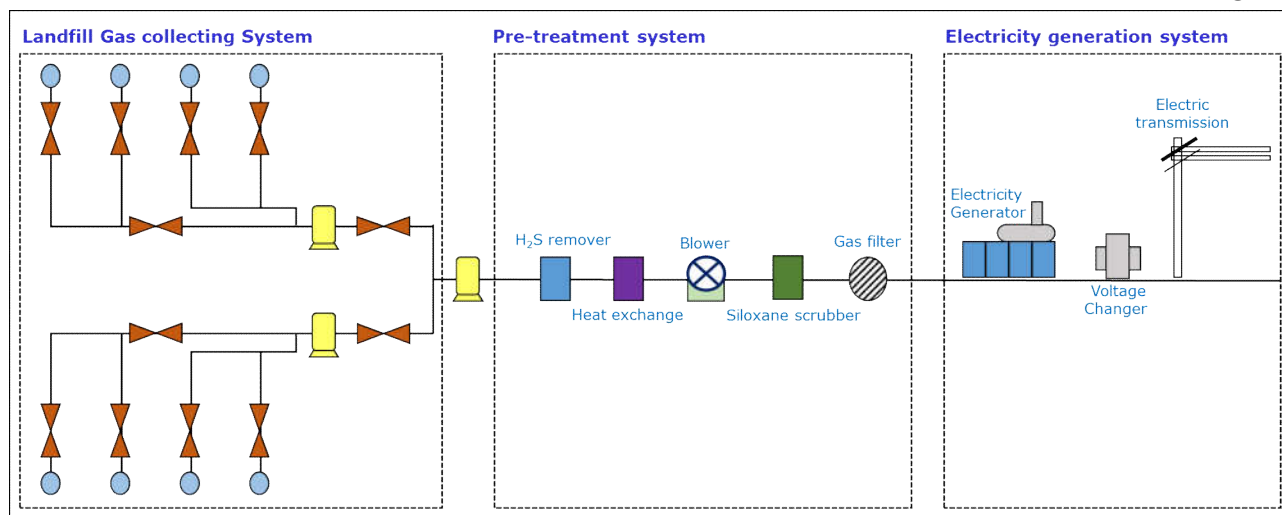 Landfill Gas collecting System
Pre-treatment system
Electricity generation system
Electric
transmission
Electricity
Generator
H₂S remover
Blower
Gas filter
Heat exchange
Siloxane scrubber
Voltage
Changer